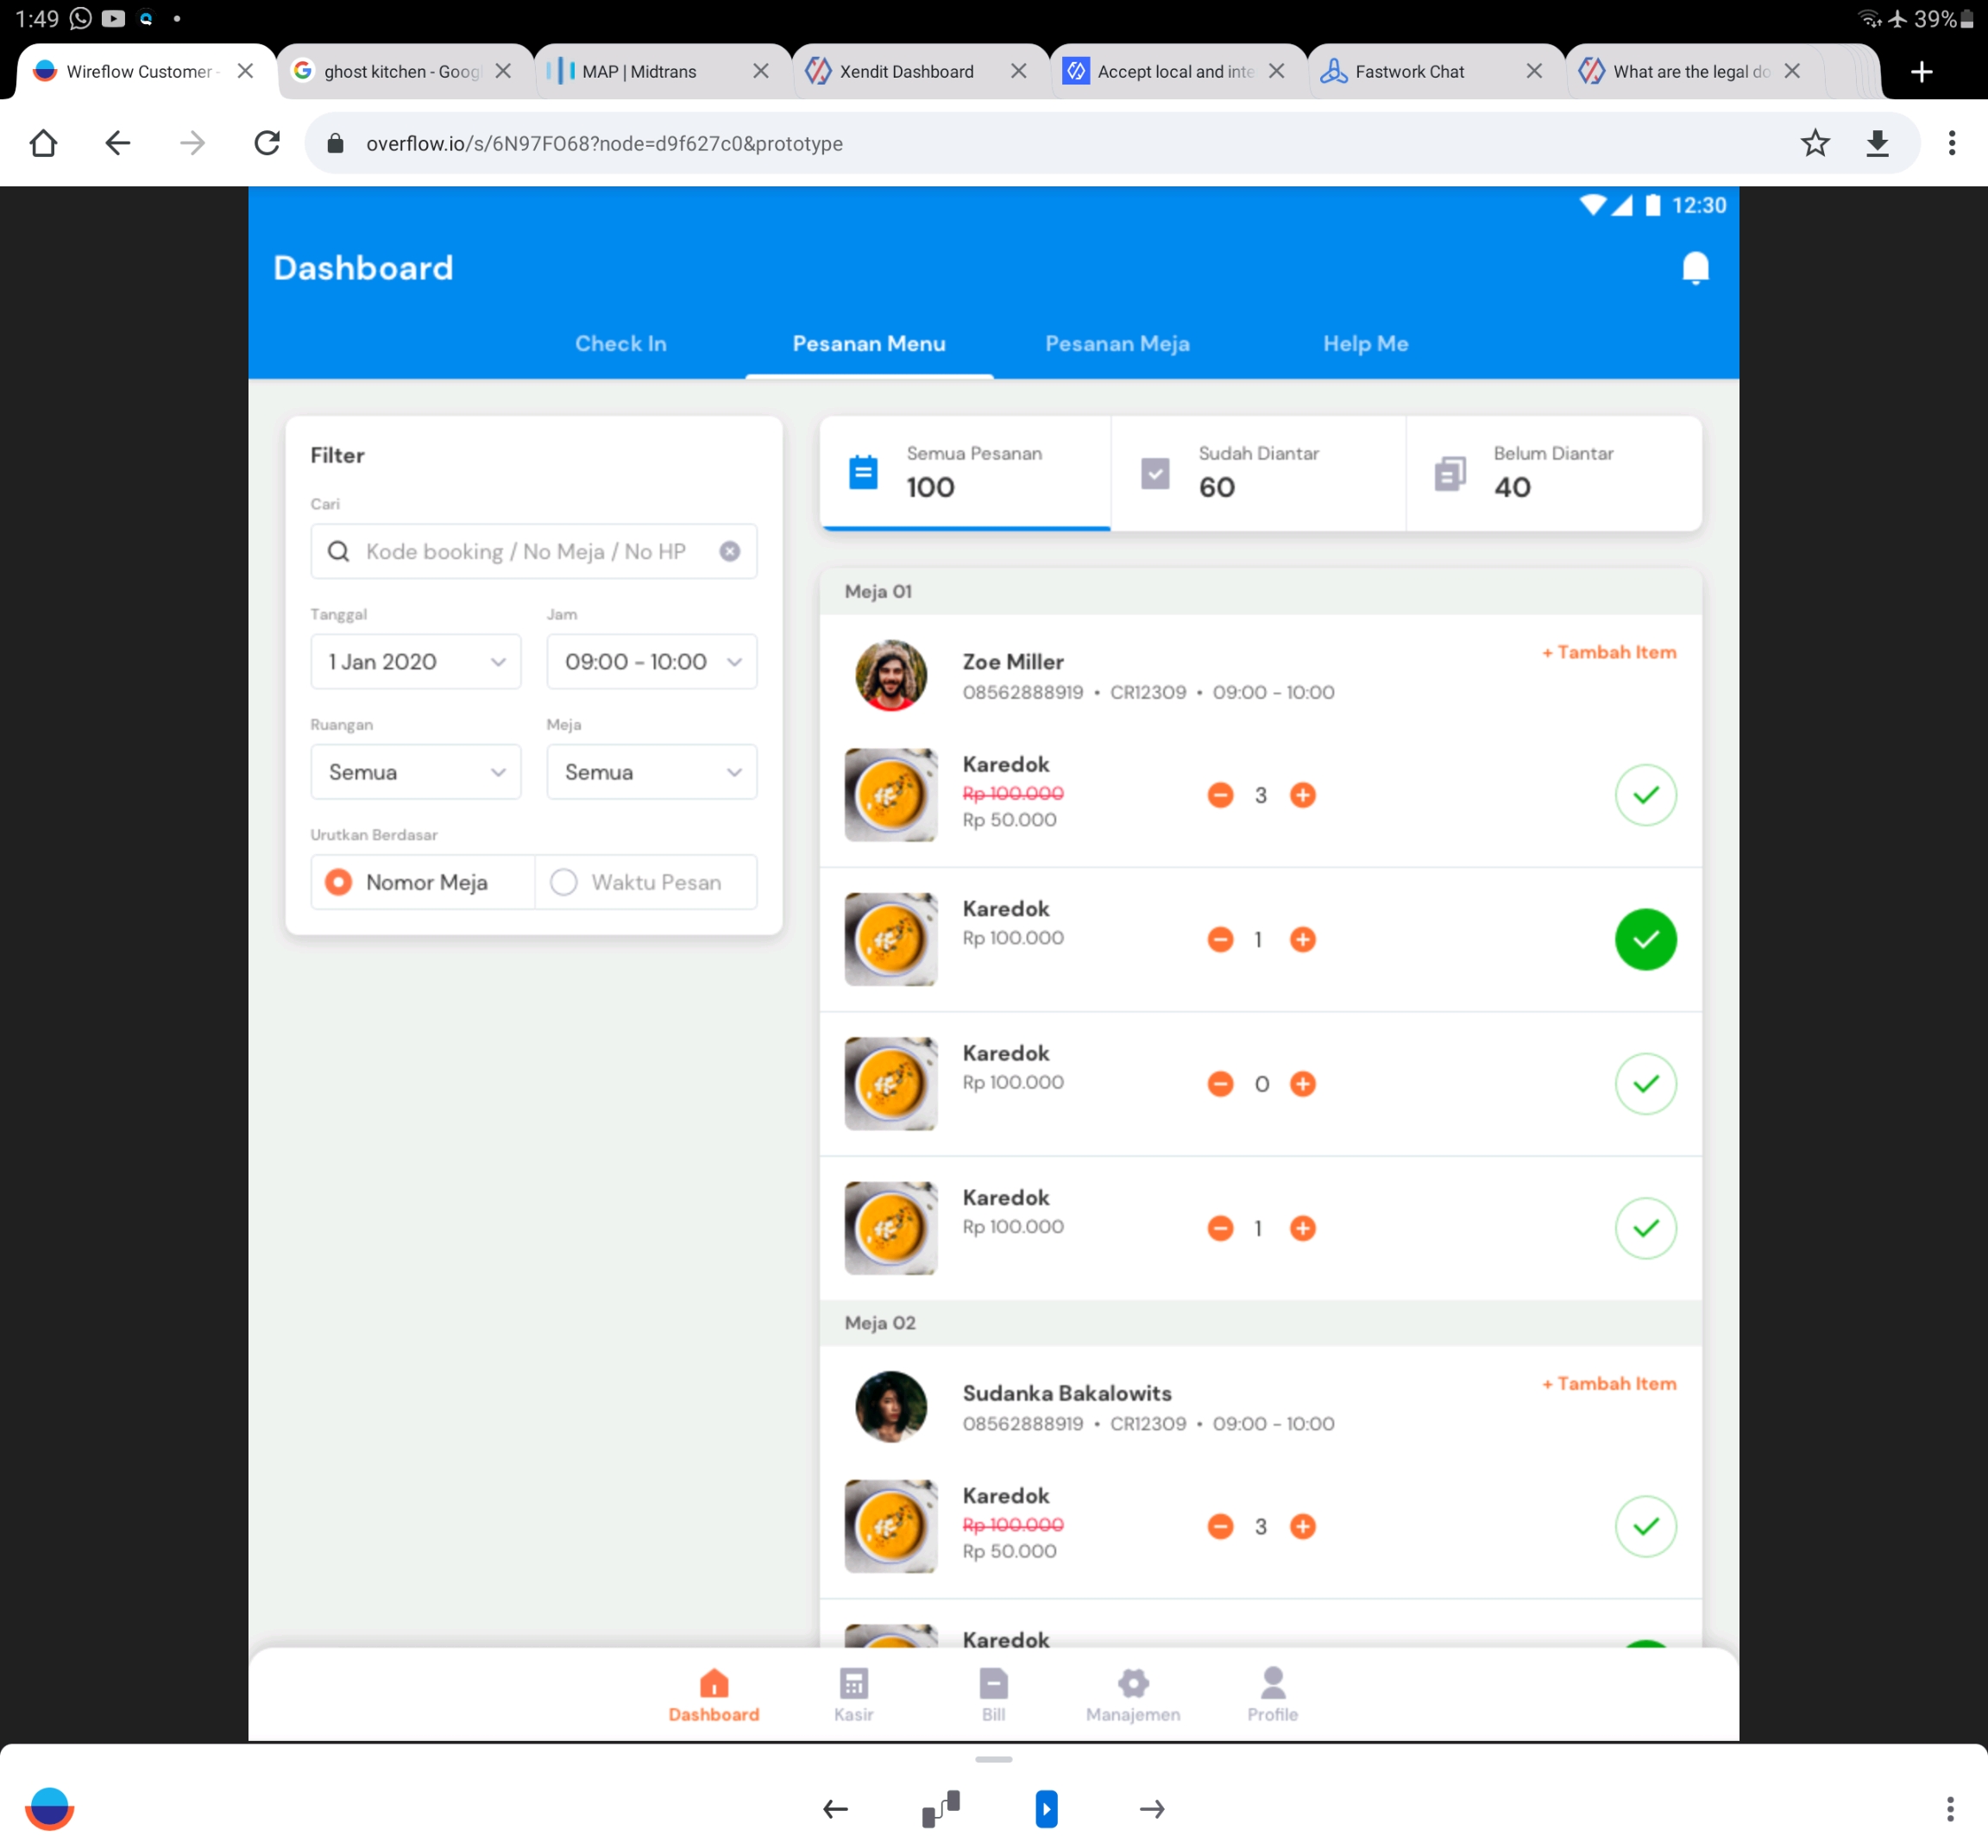 1:49
39%
Wireflow Customer -
ghost kitchen - Goog
MAP | Midtrans
Xendit Dashboard
Accept local and inte
Fastwork Chat
What are the legal do
overflow.io/s/6N97FO68?node=d9f627c0&prototype
12:30
Dashboard
Check In
Pesanan Menu
Pesanan Meja
Help Me
Filter
Cari
Kode booking / No Meja / No HP
Tanggal
Jam
1 Jan 2020
09:00 - 10:00
Ruangan
Meja
Semua
Semua
Urutkan Berdasar
Nomor Meja
Waktu Pesan
Semua Pesanan
100
Sudah Diantar
60
Belum Diantar
40
Meja 01
Zoe Miller
+ Tambah Item
08562888919 • CR12309 • 09:00 - 10:00
Karedok
Rp 100.000
Rp 50.000
3
Karedok
Rp 100.000
1
Karedok
Rp 100.000
0
Karedok
Rp 100.000
1
Meja 02
Sudanka Bakalowits
+ Tambah Item
08562888919 • CR12309 • 09:00 - 10:00
Karedok
Rp 100.000
Rp 50.000
3
Karedok
Dashboard
Kasir
Bill
Manajemen
Profile